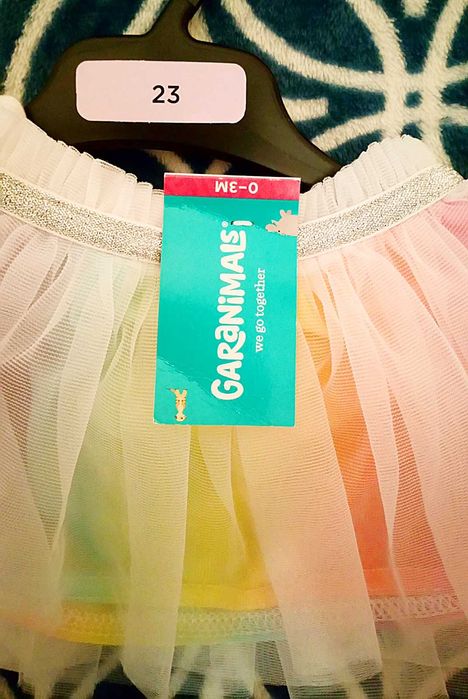 23
0-3M
GARANIMALS
we go together